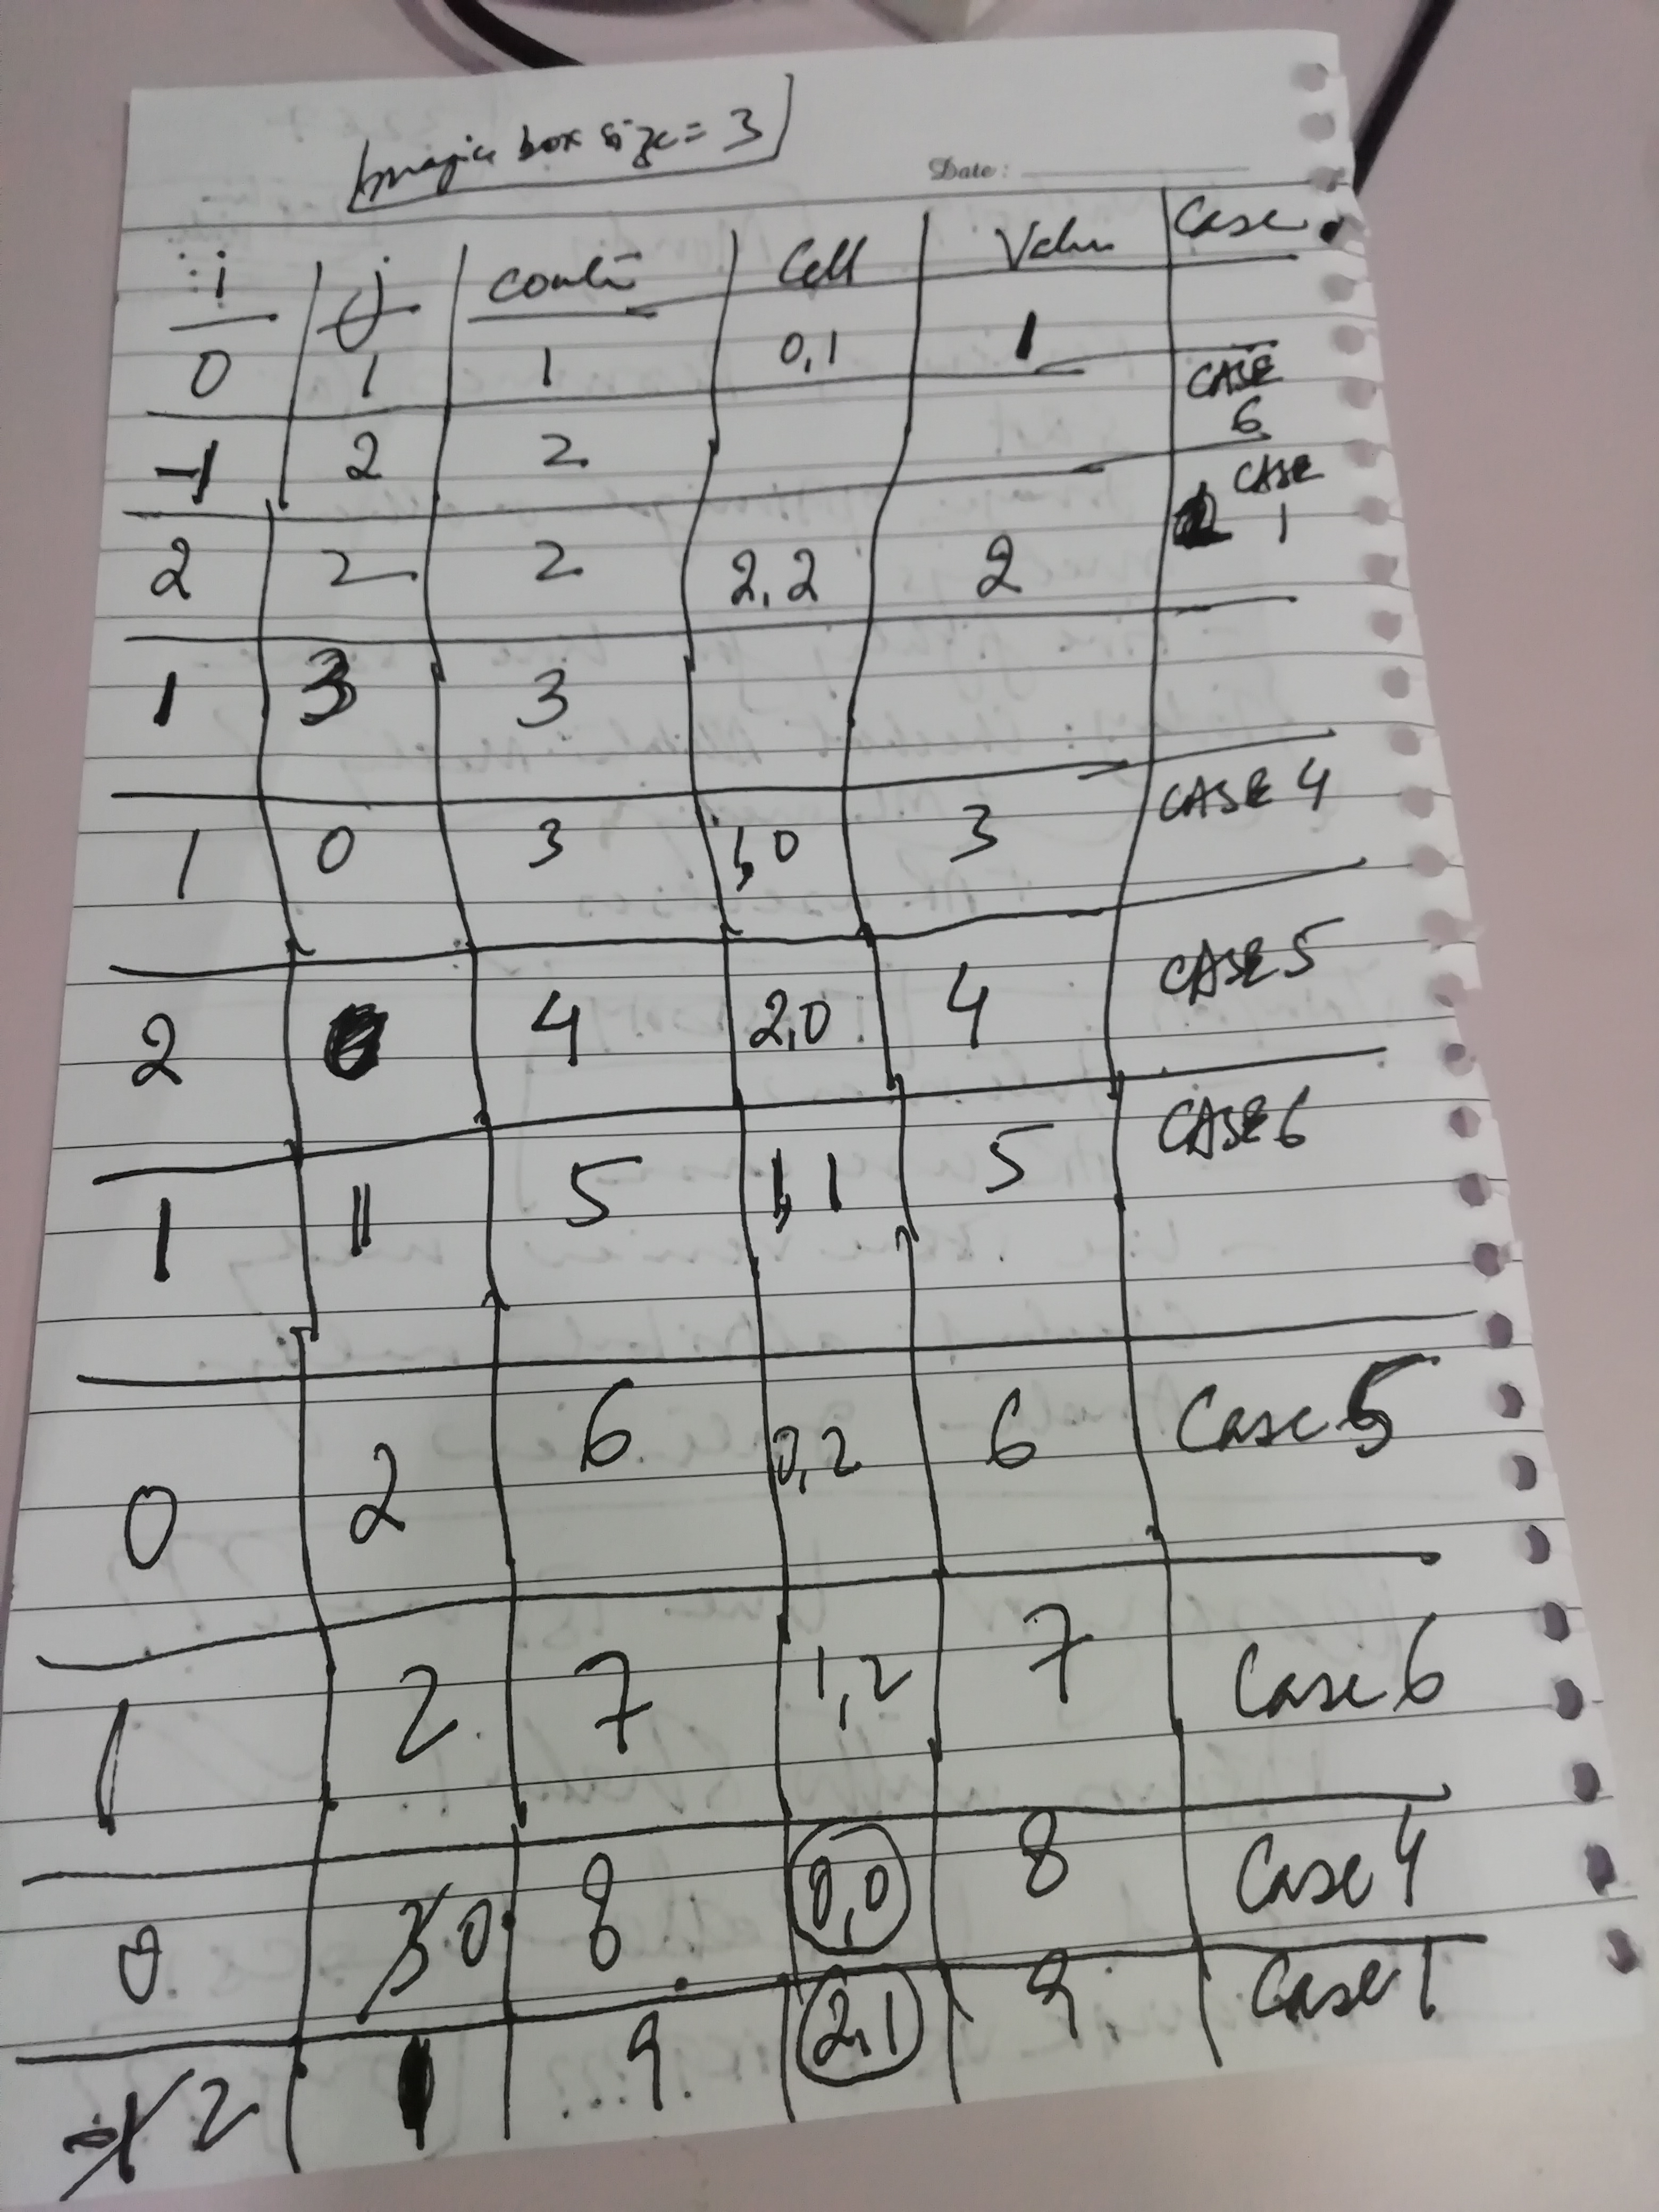 magic box size = 3
Date:
i j count Cell Value Case
0 1 1 0,1 1
CASE 6
-1 2 2
CASE 1
2 2 2 2,2 2
1 3 3
CASE 4
1 0 3 1,0 3
CASE 5
2 0 4 2,0 4
CASE 6
1 1 5 1,1 5
0 2 6 0,2 6 Case 5
1 2 7 1,2 7 Case 6
0 3 0 8 0,0 8 Case 4
-1 2 1 9 2,1 9 Case 1